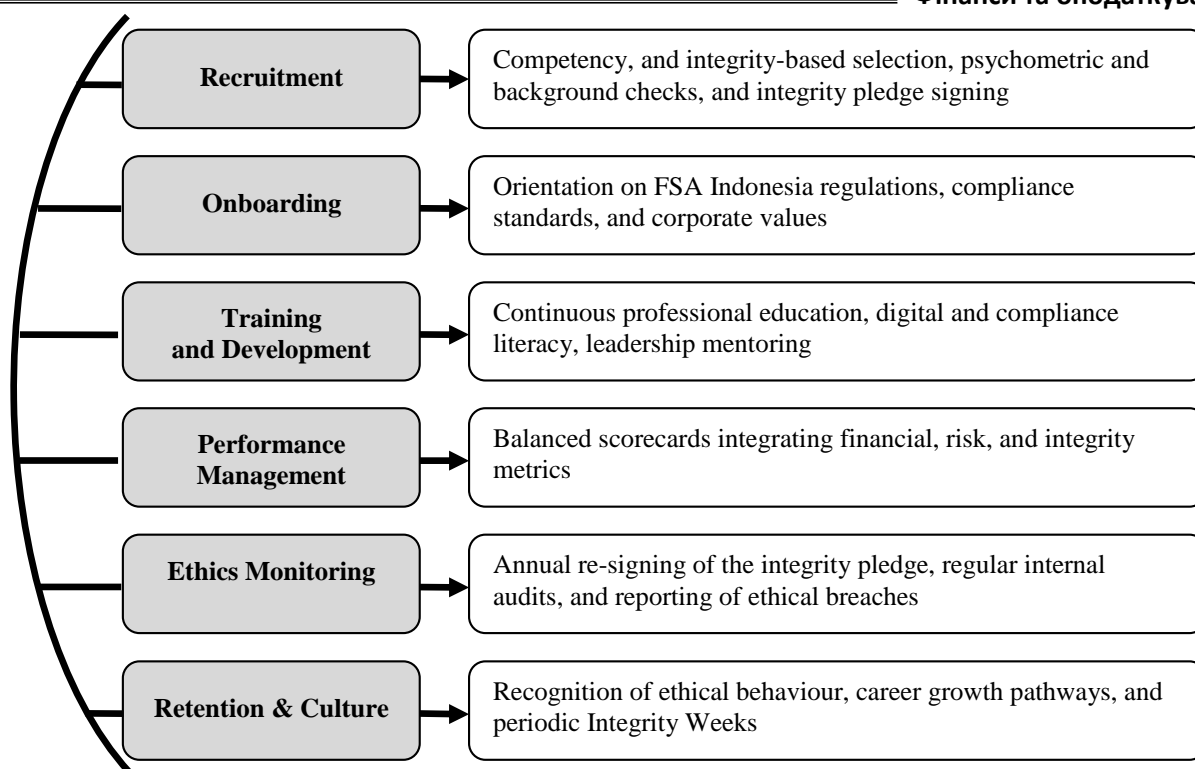 Фінанси та оподаткува
Recruitment
Competency, and integrity-based selection, psychometric and
background checks, and integrity pledge signing
Onboarding
Orientation on FSA Indonesia regulations, compliance
standards, and corporate values
Training
and Development
Continuous professional education, digital and compliance
literacy, leadership mentoring
Performance
Management
Balanced scorecards integrating financial, risk, and integrity
metrics
Ethics Monitoring
Annual re-signing of the integrity pledge, regular internal
audits, and reporting of ethical breaches
Retention & Culture
Recognition of ethical behaviour, career growth pathways, and
periodic Integrity Weeks